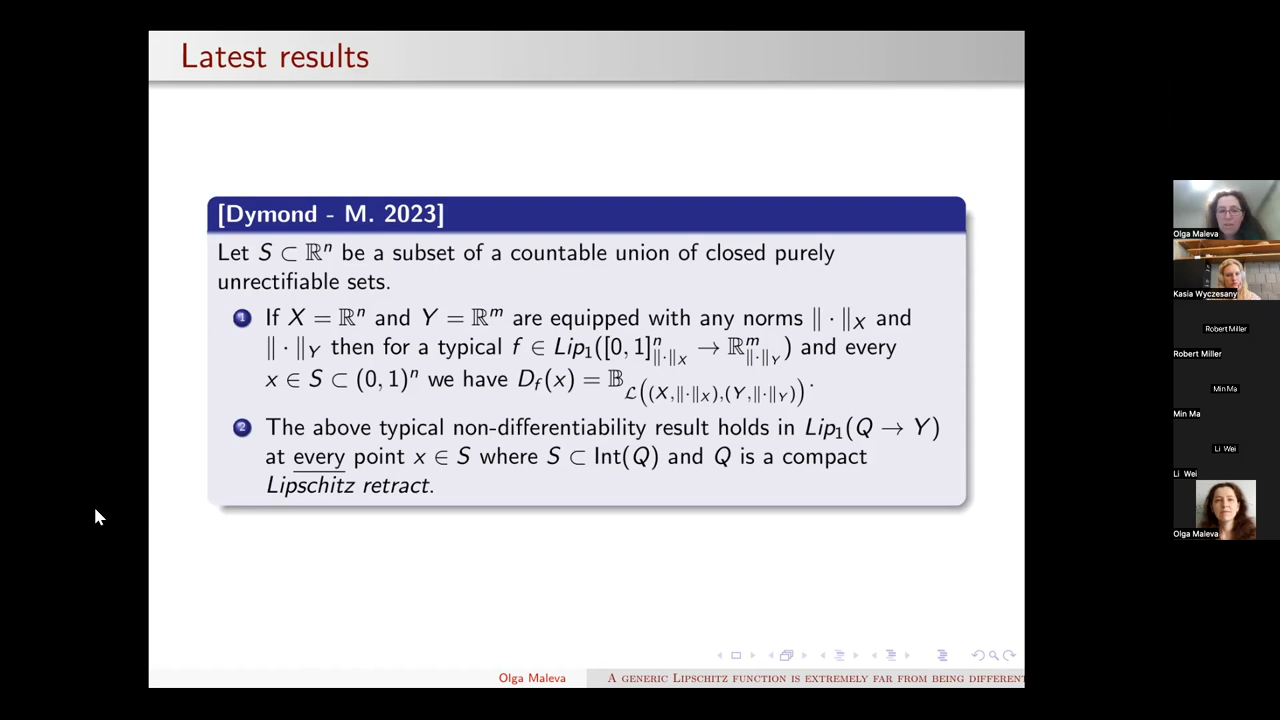 Latest results
[Dymond - M. 2023]
Let S ⊂ ℝⁿ be a subset of a countable union of closed purely
unrectifiable sets.
1 If X = ℝⁿ and Y = ℝᵐ are equipped with any norms ‖ · ‖_X and
‖ · ‖_Y then for a typical f ∈ Lip₁([0, 1]ⁿ_{‖·‖_X} → ℝᵐ_{‖·‖_Y}) and every
x ∈ S ⊂ (0, 1)ⁿ we have D_f(x) = 𝔹_{ℒ((X,‖·‖_X),(Y,‖·‖_Y))}.
2 The above typical non-differentiability result holds in Lip₁(Q → Y)
at every point x ∈ S where S ⊂ Int(Q) and Q is a compact
Lipschitz retract.
Olga Maleva
A GENERIC LIPSCHITZ FUNCTION IS EXTREMELY FAR FROM BEING DIFFEREN
Olga Maleva
Kasia Wyczesany
Robert Miller
Robert Miller
Min Ma
Min Ma
Li Wei
Li Wei
Olga Maleva